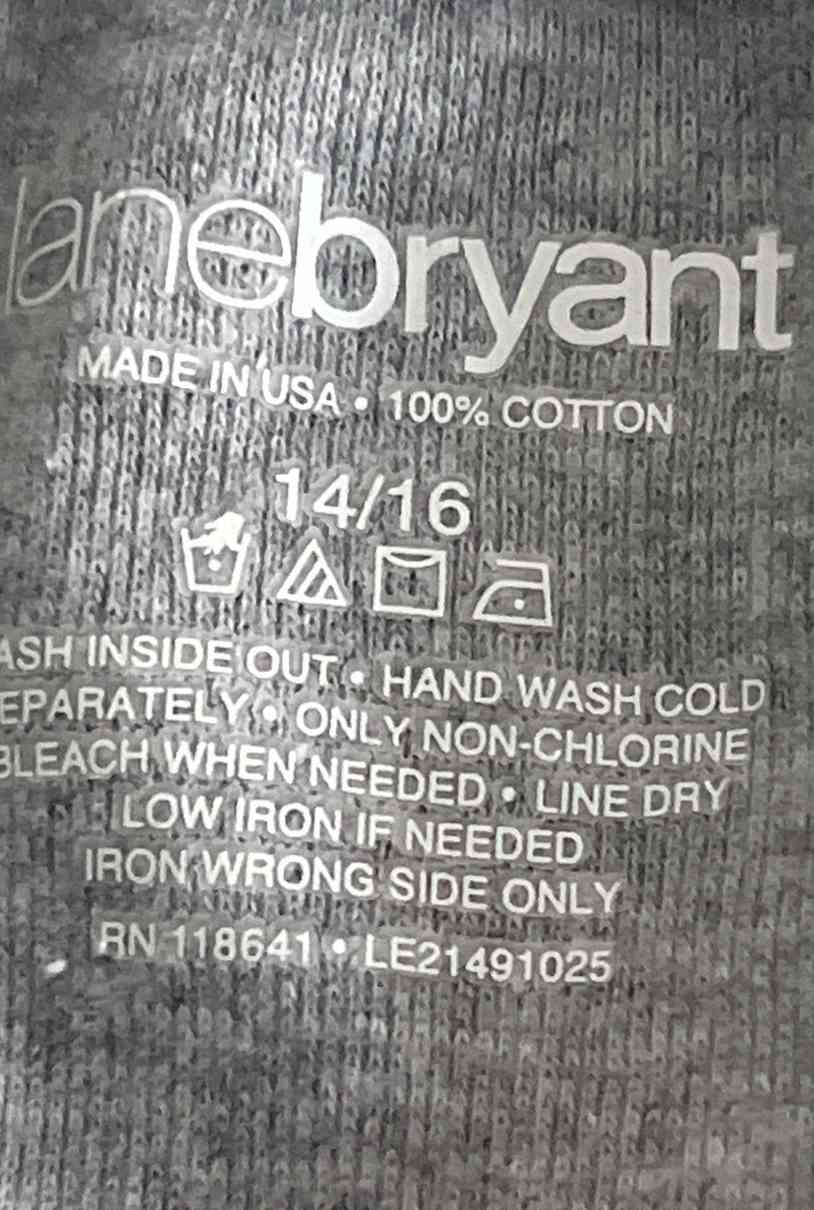 lanebryant
MADE IN USA • 100% COTTON
14/16
ASH INSIDE OUT • HAND WASH COLD
EPARATELY • ONLY NON-CHLORINE
BLEACH WHEN NEEDED • LINE DRY
LOW IRON IF NEEDED
IRON WRONG SIDE ONLY
RN 118641 • LE21491025